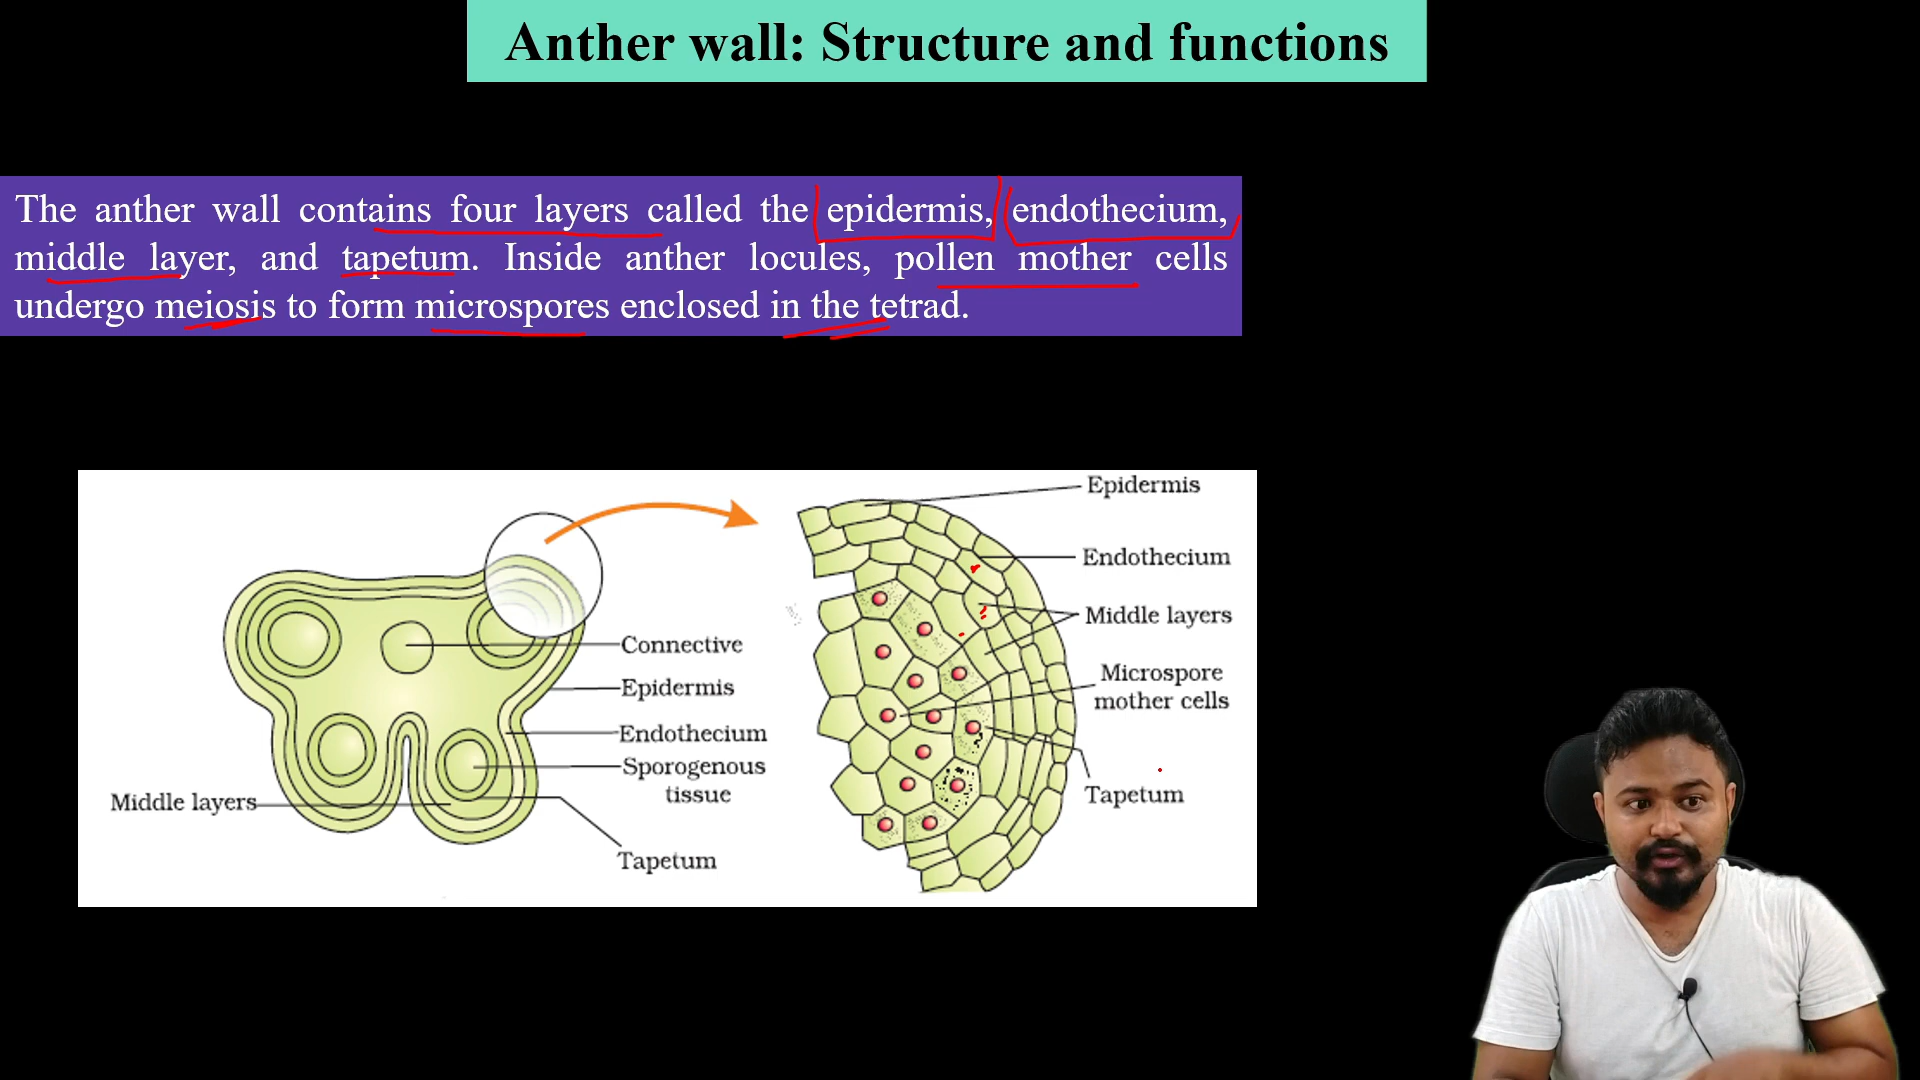 Anther wall: Structure and functions
The anther wall contains four layers called the epidermis, endothecium,
middle layer, and tapetum. Inside anther locules, pollen mother cells
undergo meiosis to form microspores enclosed in the tetrad.
Connective
Epidermis
Endothecium
Sporogenous
tissue
Middle layers
Tapetum
Epidermis
Endothecium
Middle layers
Microspore
mother cells
Tapetum